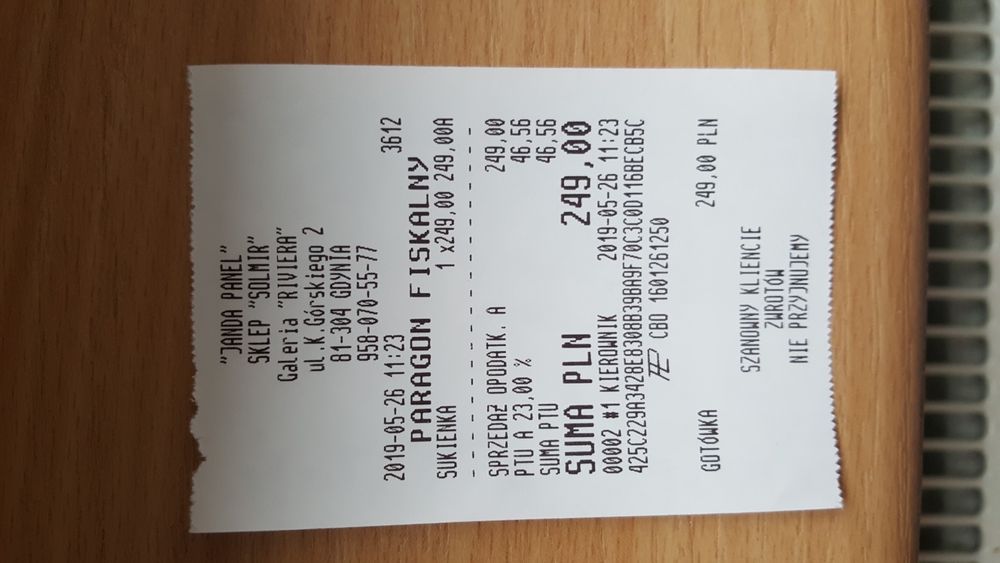 "JANDA PANEL"
SKLEP "SOLMIR"
Galeria "RIVIERA"
ul.K Górskiego 2
81-304 GDYNIA
958-070-55-77
2019-05-26 11:23 3612
PARAGON FISKALNY
SUKIENKA 1 x249,00 249,00A
SPRZEDAŻ OPODATK. A 249,00
PTU A 23,00 % 46,56
SUMA PTU 46,56
SUMA PLN 249,00
00002 #1 KIEROWNIK 2019-05-26 11:23
425C229A3428E8308B39BA9F70C3C0D116BECB5C
CBO 1601261250
GOTÓWKA 249,00 PLN
SZANOWNY KLIENCIE
ZWROTÓW
NIE PRZYJNUJEMY